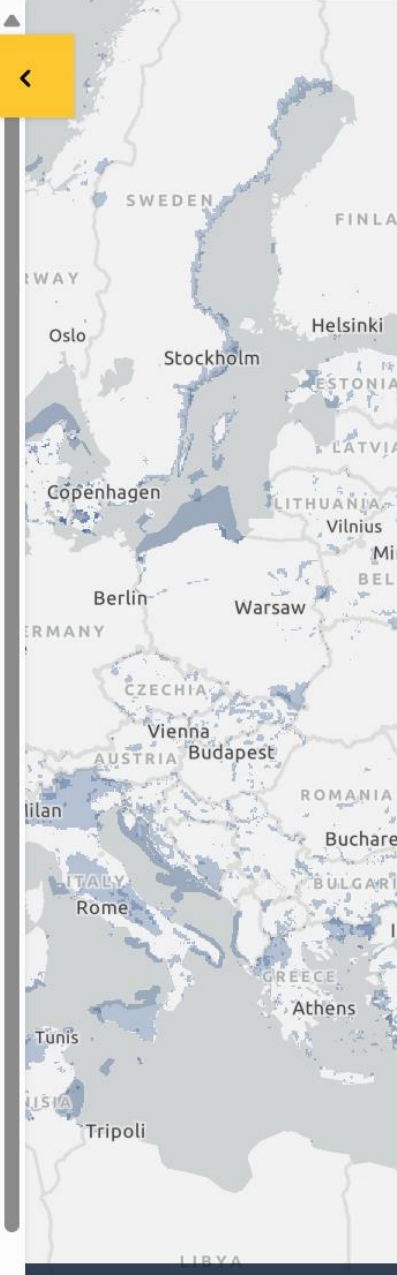 SWEDEN
FINLA
RWAY
Oslo
Helsinki
Stockholm
ESTONIA
LATVIA
Copenhagen
LITHUANIA
Vilnius
Mi
BEL
Berlin
Warsaw
ERMANY
CZECHIA
Vienna
AUSTRIA
Budapest
ROMANIA
Milan
Buchare
BULGARI
ITALY
Rome
I
GREECE
Athens
Tunis
NISIA
Tripoli
LIBYA